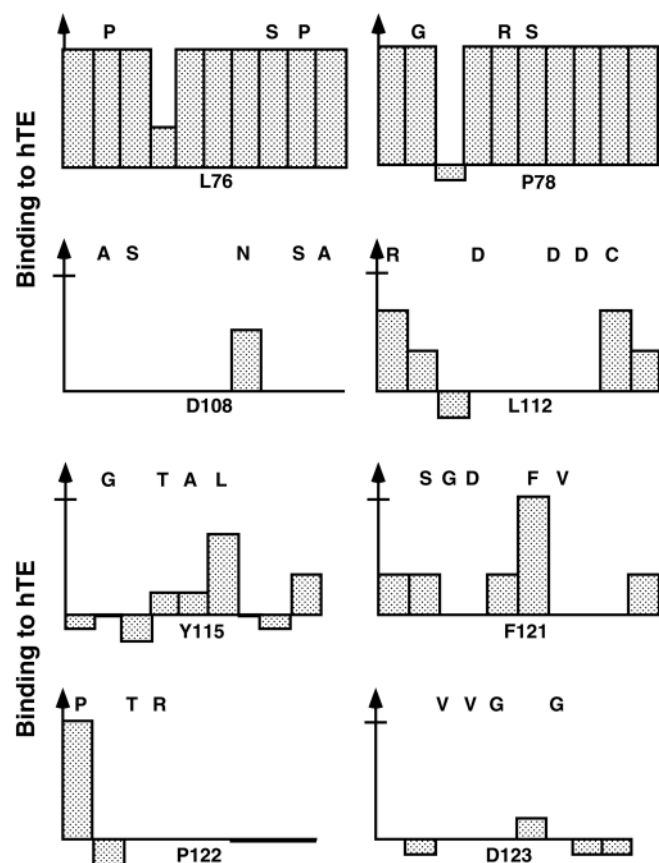 P S P G R S
Binding to hTE
L76 P78
A S N S A R D D D C
D108 L112
G T A L S G D F V
Binding to hTE
Y115 F121
P T R V V G G
P122 D123